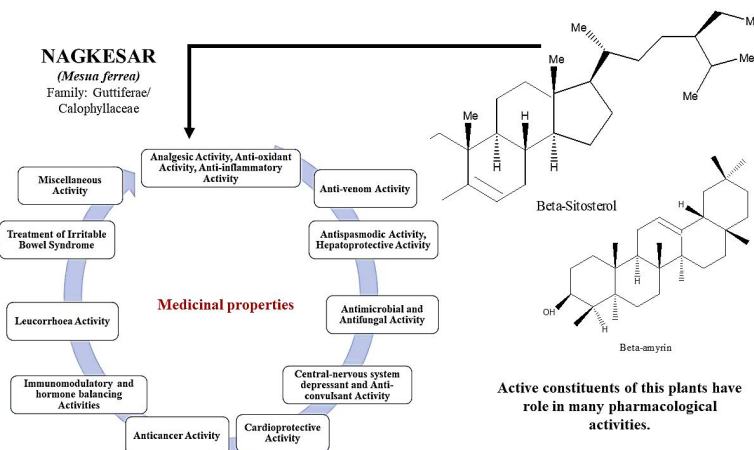 NAGKESAR
(Mesua ferrea)
Family: Guttiferae/
Calophyllaceae
Analgesic Activity, Anti-oxidant
Activity, Anti-inflammatory
Activity
Anti-venom Activity
Antispasmodic Activity,
Hepatoprotective Activity
Antimicrobial and
Antifungal Activity
Central-nervous system
depressant and Anti-
convulsant Activity
Cardioprotective
Activity
Anticancer Activity
Immunomodulatory and
hormone balancing
Activities
Leucorrhoea Activity
Treatment of Irritable
Bowel Syndrome
Miscellaneous
Activity
Medicinal properties
Me
Me
Me
Me
Me
Me
H
H
H
Beta-Sitosterol
H
H
OH
H
Beta-amyrin
Active constituents of this plants have
role in many pharmacological
activities.